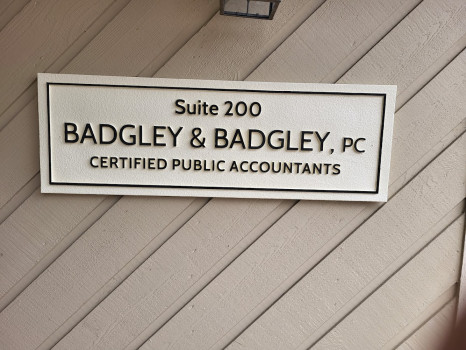 Suite 200
BADGLEY & BADGLEY, PC
CERTIFIED PUBLIC ACCOUNTANTS